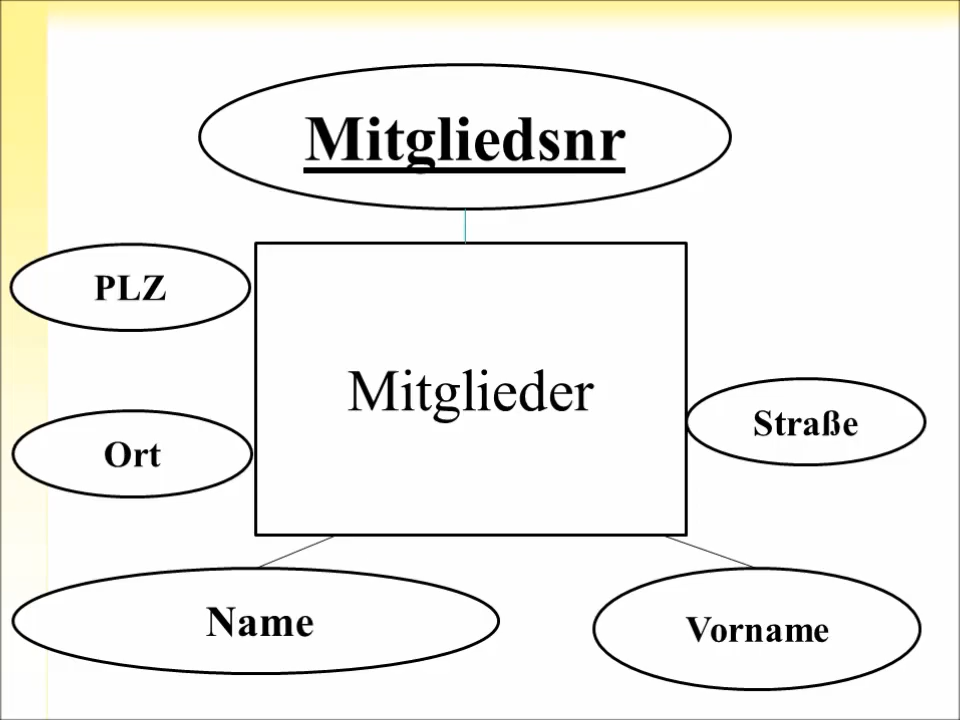 Mitgliedsnr
PLZ
Mitglieder
Straße
Ort
Name
Vorname